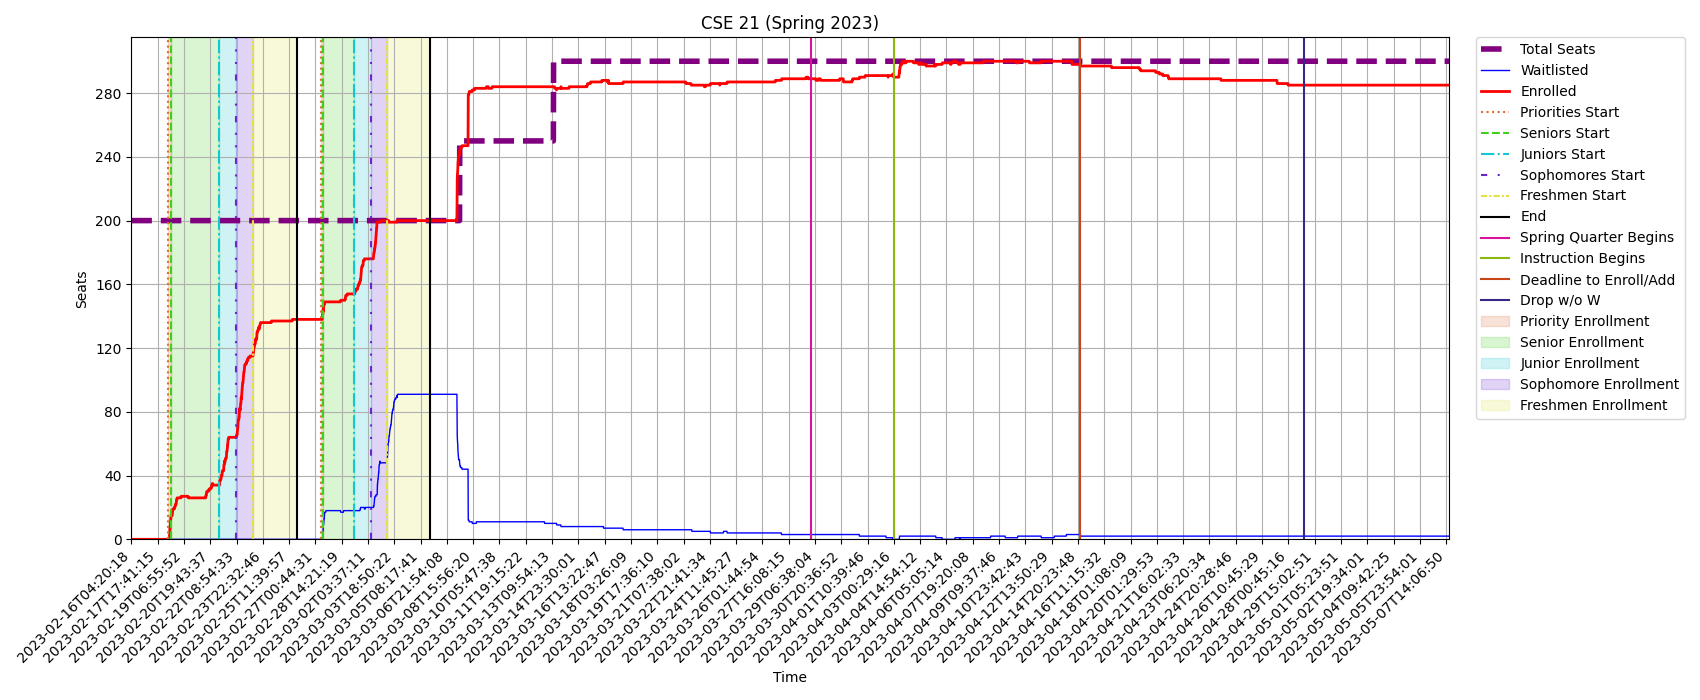 CSE 21 (Spring 2023)
Seats
280
240
200
160
120
80
40
0
2023-02-16T04:20:18
2023-02-17T17:41:15
2023-02-19T06:55:52
2023-02-20T19:43:37
2023-02-22T08:54:33
2023-02-23T22:32:46
2023-02-25T11:39:57
2023-02-27T00:44:31
2023-02-28T14:21:19
2023-03-02T03:37:11
2023-03-03T18:50:22
2023-03-05T08:17:41
2023-03-06T21:54:08
2023-03-08T15:56:20
2023-03-10T05:47:38
2023-03-11T19:15:22
2023-03-13T09:54:13
2023-03-14T23:30:01
2023-03-16T13:22:47
2023-03-18T03:26:09
2023-03-19T17:36:10
2023-03-21T07:38:02
2023-03-22T21:41:34
2023-03-24T11:45:27
2023-03-26T01:44:54
2023-03-27T16:08:15
2023-03-29T06:38:04
2023-03-30T20:36:52
2023-04-01T10:39:46
2023-04-03T00:29:16
2023-04-04T14:54:12
2023-04-06T05:05:14
2023-04-07T19:20:08
2023-04-09T09:37:46
2023-04-10T23:42:43
2023-04-12T13:50:29
2023-04-14T20:23:48
2023-04-16T11:15:32
2023-04-18T01:08:09
2023-04-20T01:29:53
2023-04-21T16:02:33
2023-04-23T06:20:34
2023-04-24T20:28:46
2023-04-26T10:45:29
2023-04-28T00:45:16
2023-04-29T15:02:51
2023-05-01T05:23:51
2023-05-02T19:34:01
2023-05-04T09:42:25
2023-05-05T23:54:01
2023-05-07T14:06:50
Time
Total Seats
Waitlisted
Enrolled
Priorities Start
Seniors Start
Juniors Start
Sophomores Start
Freshmen Start
End
Spring Quarter Begins
Instruction Begins
Deadline to Enroll/Add
Drop w/o W
Priority Enrollment
Senior Enrollment
Junior Enrollment
Sophomore Enrollment
Freshmen Enrollment